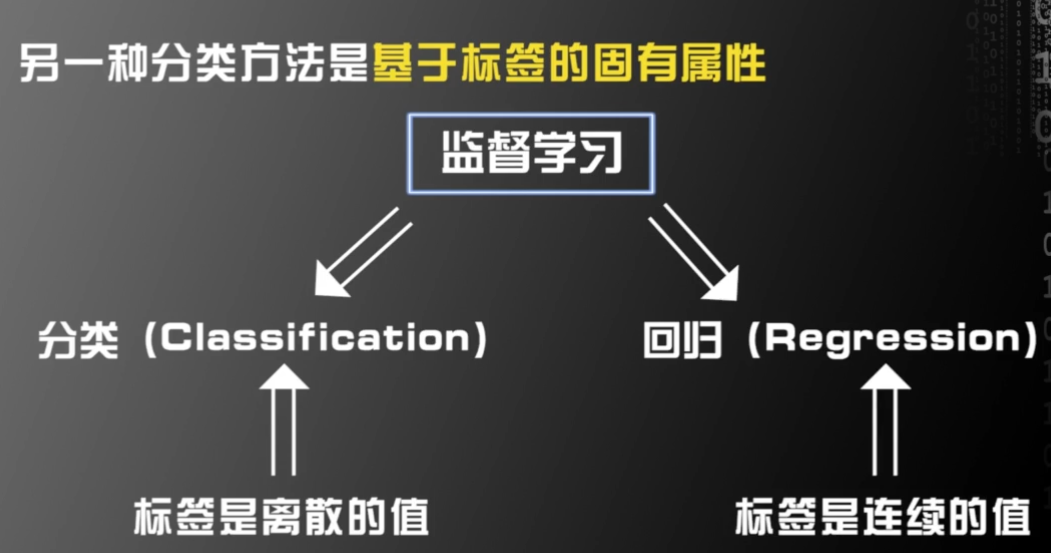 另一种分类方法是基于标签的固有属性
监督学习
分类（Classification）
回归（Regression）
标签是离散的值
标签是连续的值